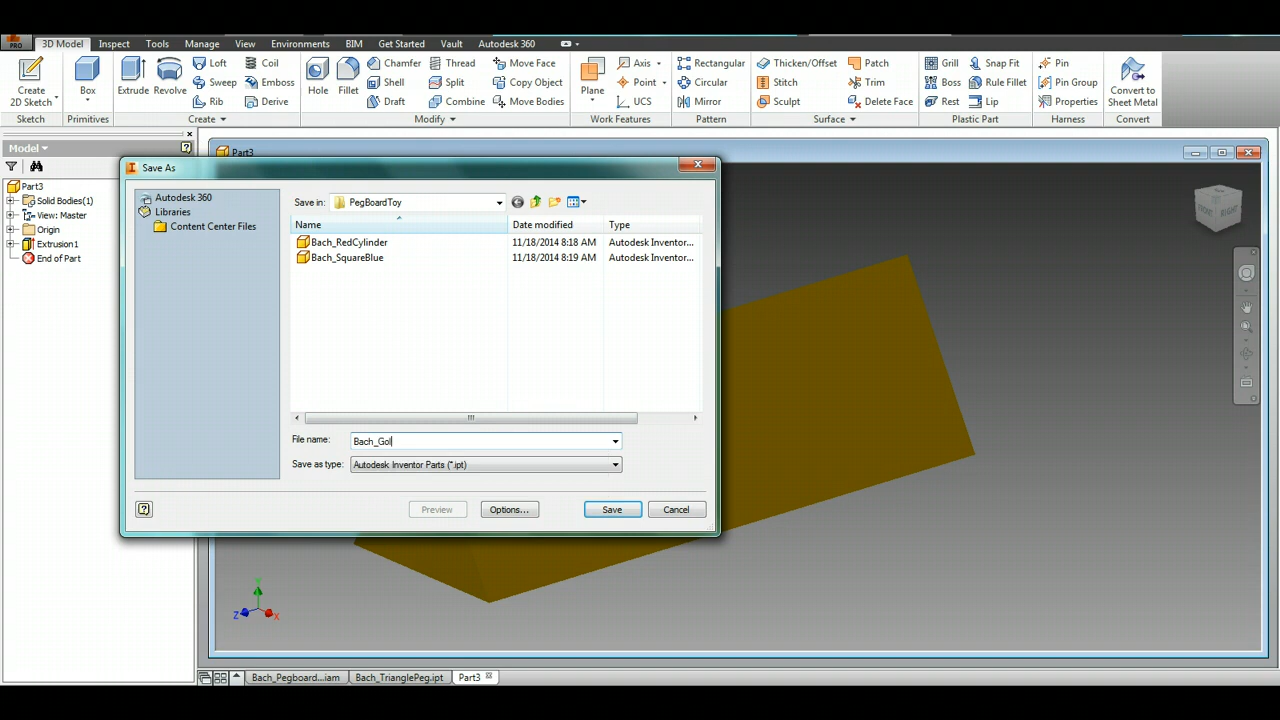 PRO
3D Model Inspect Tools Manage View Environments BIM Get Started Vault Autodesk 360
Create 2D Sketch
Box
Extrude Revolve
Loft
Sweep
Rib
Coil
Emboss
Derive
Hole Fillet
Chamfer
Shell
Draft
Thread
Split
Combine
Move Face
Copy Object
Move Bodies
Plane
Axis
Point
UCS
Rectangular
Circular
Mirror
Thicken/Offset
Stitch
Sculpt
Patch
Trim
Delete Face
Grill
Boss
Rest
Snap Fit
Rule Fillet
Lip
Pin
Pin Group
Properties
Convert to Sheet Metal
Sketch Primitives Create Modify Work Features Pattern Surface Plastic Part Harness Convert
Model
Part3
Solid Bodies(1)
View: Master
Origin
Extrusion1
End of Part
Part3
Save As
Autodesk 360
Libraries
Content Center Files
Save in: PegBoardToy
Name Date modified Type
Bach_RedCylinder 11/18/2014 8:18 AM Autodesk Inventor...
Bach_SquareBlue 11/18/2014 8:19 AM Autodesk Inventor...
File name: Bach_Gol
Save as type: Autodesk Inventor Parts (*.ipt)
Preview Options... Save Cancel
FRONT RIGHT
Y
Z X
Bach_Pegboard...iam Bach_TrianglePeg.ipt Part3